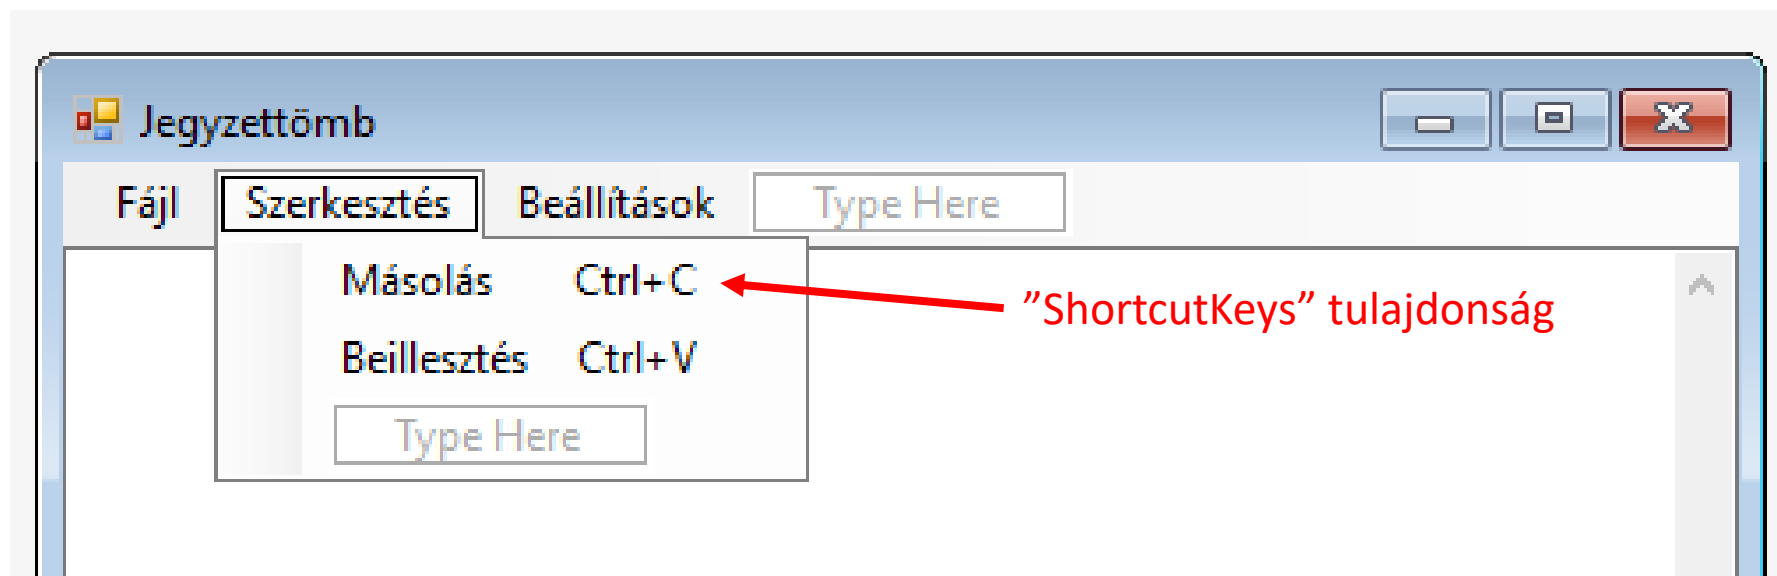 Jegyzettömb
Fájl Szerkesztés Beállítások Type Here
Másolás Ctrl+C
”ShortcutKeys” tulajdonság
Beillesztés Ctrl+V
Type Here